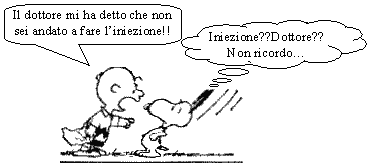 Il dottore mi ha detto che non
sei andato a fare l'iniezione!!
Iniezione??Dottore??
Non ricordo...